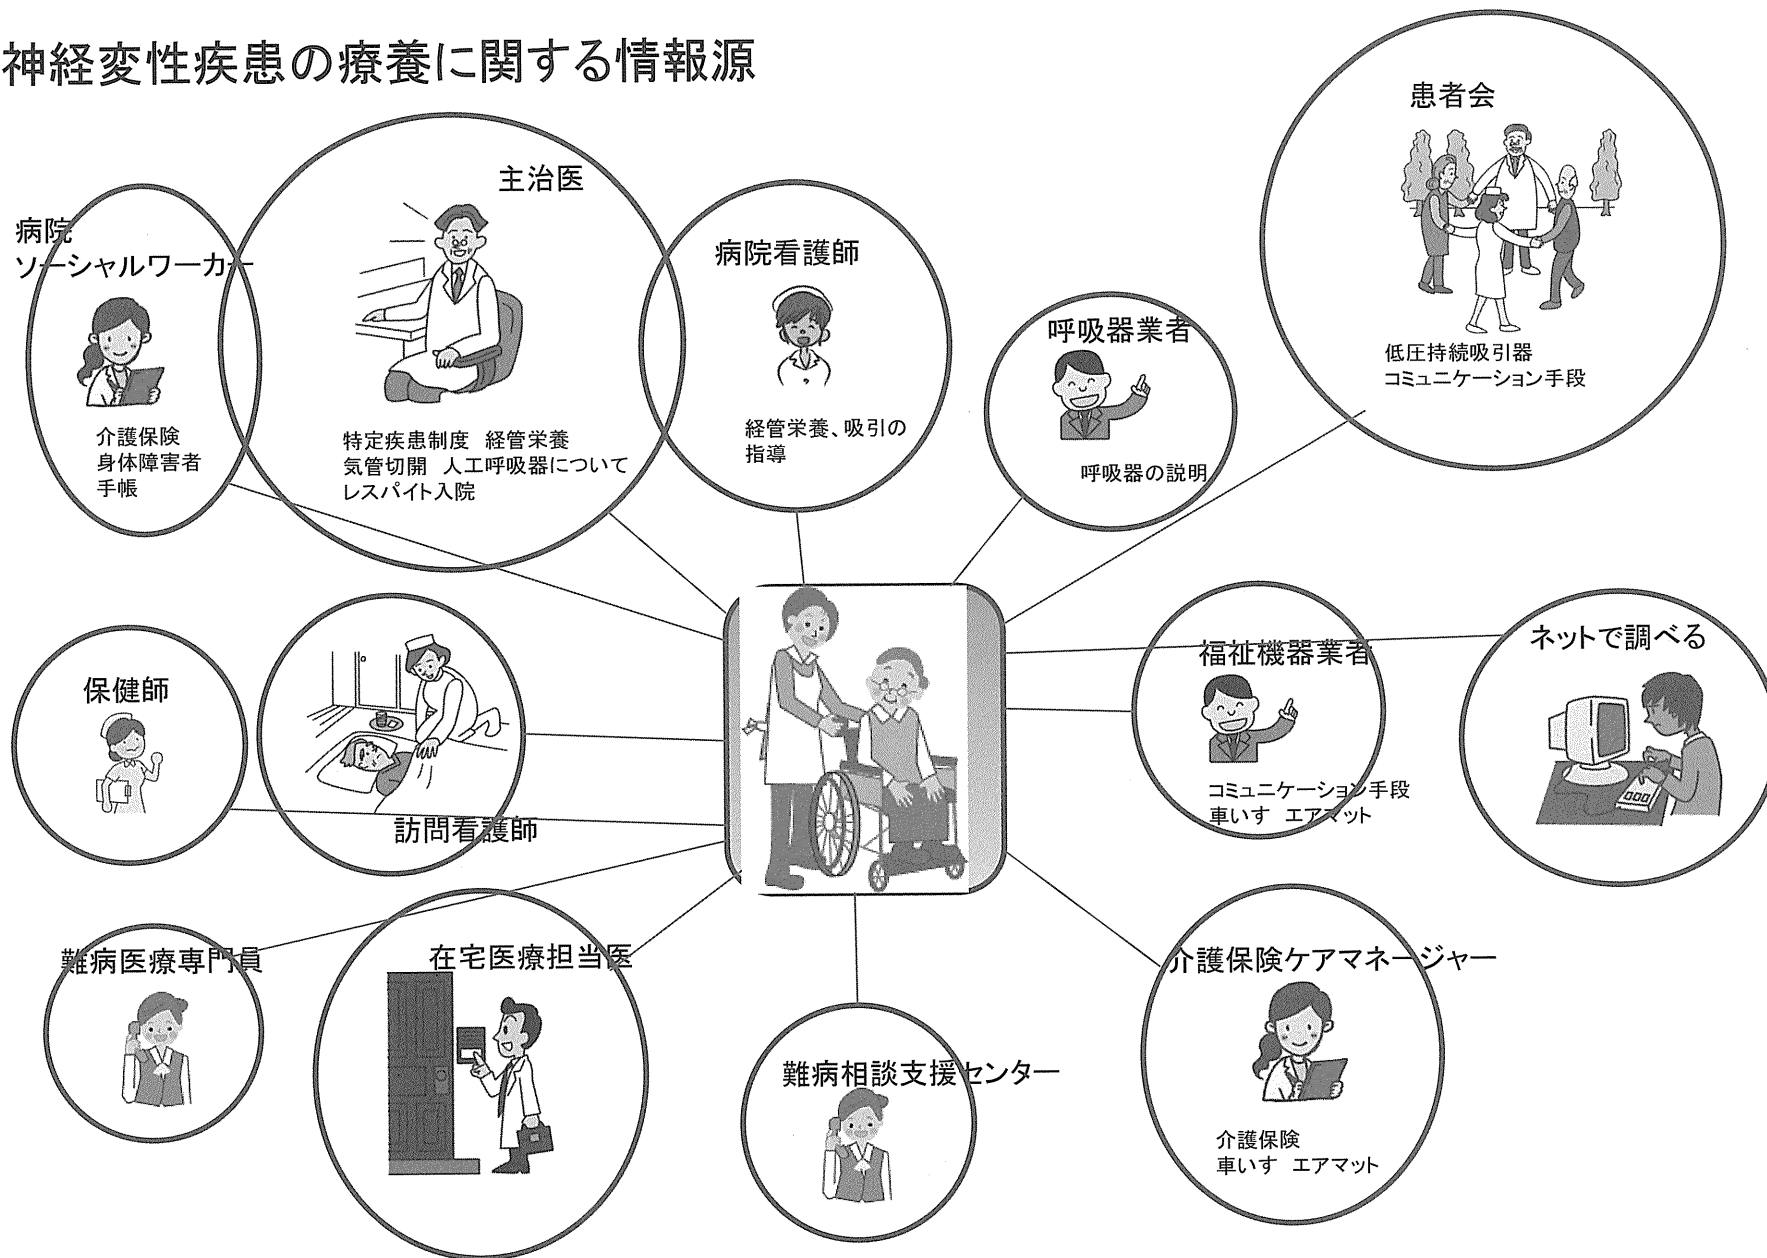 神経変性疾患の療養に関する情報源
患者会
低圧持続吸引器
コミュニケーション手段
主治医
特定疾患制度　経管栄養
気管切開　人工呼吸器について
レスパイト入院
病院
ソーシャルワーカー
介護保険
身体障害者
手帳
病院看護師
経管栄養、吸引の
指導
呼吸器業者
呼吸器の説明
保健師
訪問看護師
福祉機器業者
コミュニケーション手段
車いす　エアマット
ネットで調べる
難病医療専門員
在宅医療担当医
難病相談支援センター
介護保険ケアマネージャー
介護保険
車いす　エアマット